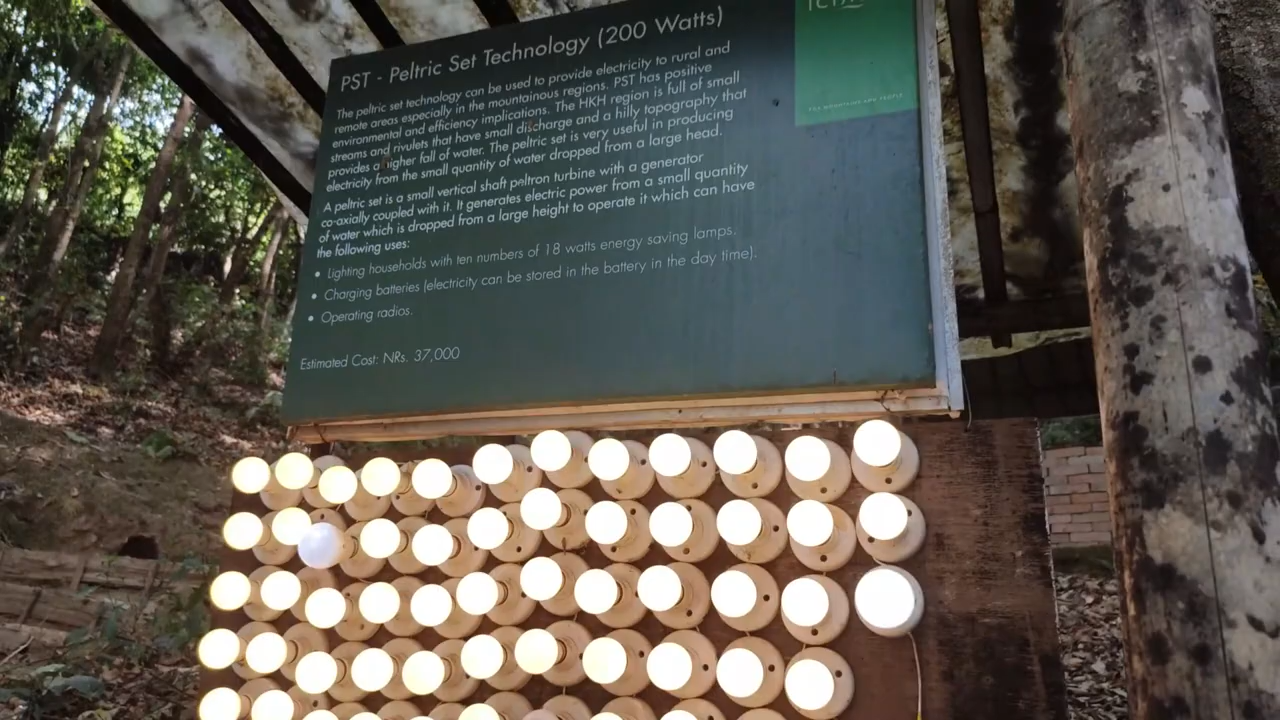 PST - Peltric Set Technology (200 Watts)
The peltric set technology can be used to provide electricity to rural and
remote areas especially in the mountainous regions. PST has positive
environmental and efficiency implications. The HKH region is full of small
streams and rivulets that have small discharge and a hilly topography that
provides a higher fall of water. The peltric set is very useful in producing
electricity from the small quantity of water dropped from a large head.
A peltric set is a small vertical shaft peltron turbine with a generator
co-axially coupled with it. It generates electric power from a small quantity
of water which is dropped from a large height to operate it which can have
the following uses:
• Lighting households with ten numbers of 18 watts energy saving lamps.
• Charging batteries (electricity can be stored in the battery in the day time).
• Operating radios.
Estimated Cost: NRs. 37,000
FOR MOUNTAINS AND PEOPLE